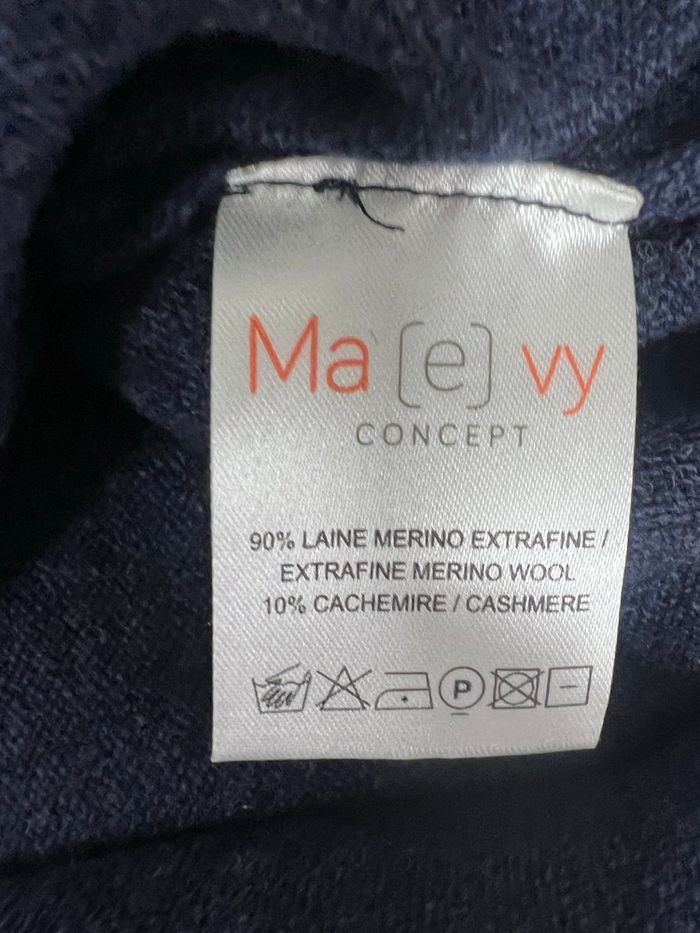 Ma(e)vy
CONCEPT
90% LAINE MERINO EXTRAFINE /
EXTRAFINE MERINO WOOL
10% CACHEMIRE / CASHMERE
P